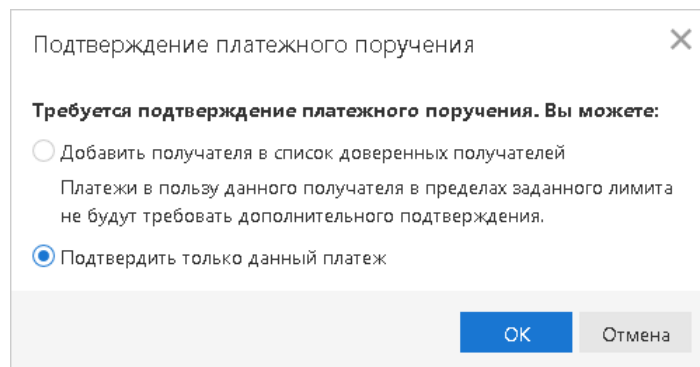 Подтверждение платежного поручения
Требуется подтверждение платежного поручения. Вы можете:
Добавить получателя в список доверенных получателей
Платежи в пользу данного получателя в пределах заданного лимита
не будут требовать дополнительного подтверждения.
Подтвердить только данный платеж
ОК
Отмена